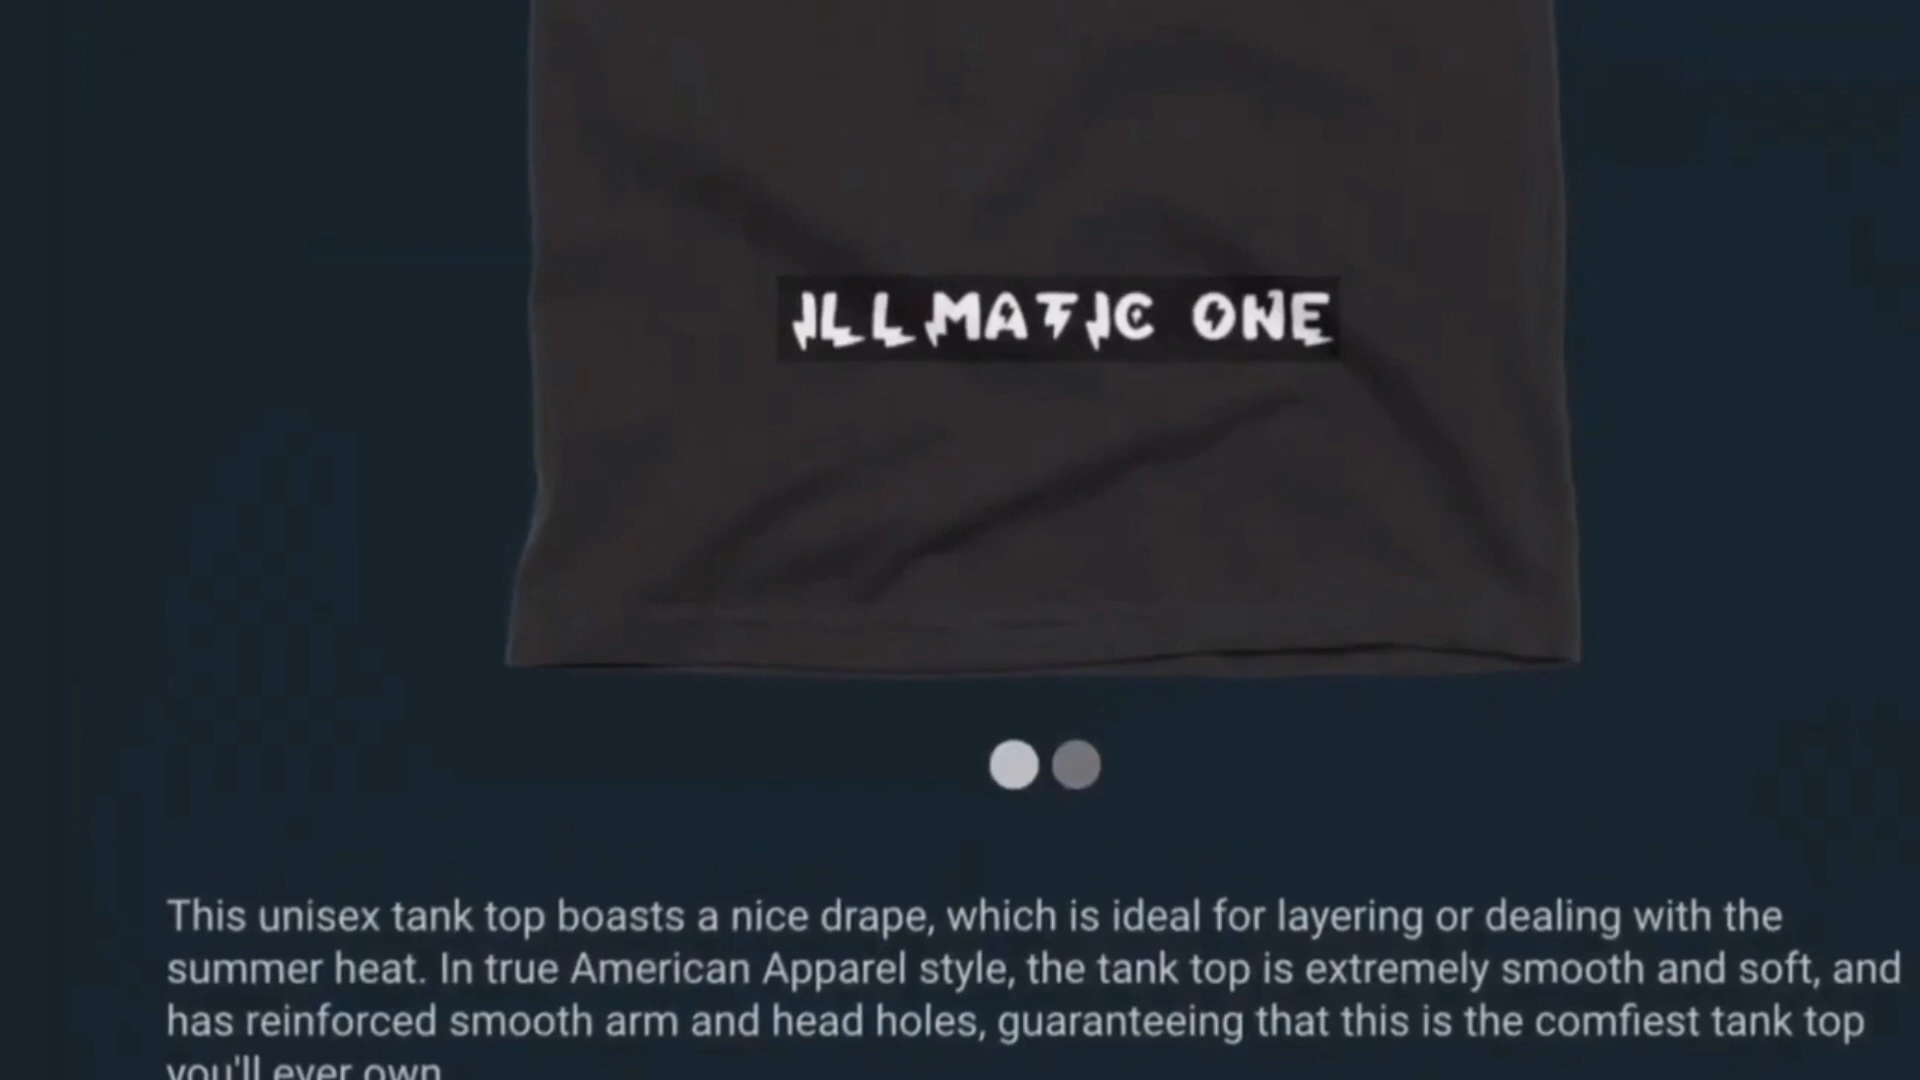 ILLMATIC ONE
This unisex tank top boasts a nice drape, which is ideal for layering or dealing with the
summer heat. In true American Apparel style, the tank top is extremely smooth and soft, and
has reinforced smooth arm and head holes, guaranteeing that this is the comfiest tank top
you'll ever own.